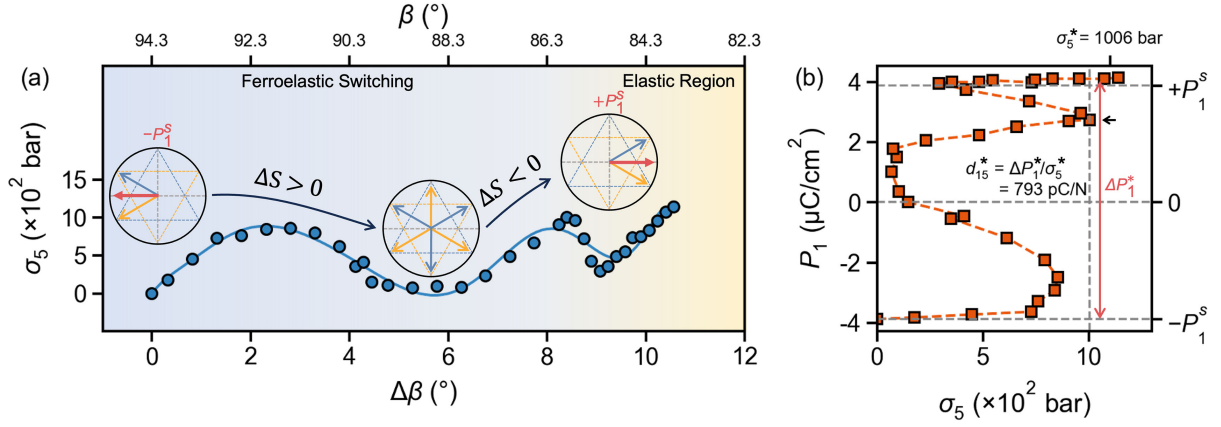 β (°)
94.3 92.3 90.3 88.3 86.3 84.3 82.3
(a)
Ferroelastic Switching
Elastic Region
−P₁ˢ
ΔS > 0
ΔS < 0
+P₁ˢ
σ₅ (×10² bar)
15
10
5
0
0 2 4 6 8 10 12
Δβ (°)
σ₅* = 1006 bar
(b)
P₁ (μC/cm²)
4
2
0
-2
-4
+P₁ˢ
0
−P₁ˢ
d₁₅* = ΔP₁*/σ₅*
= 793 pC/N
ΔP₁*
0 5 10
σ₅ (×10² bar)